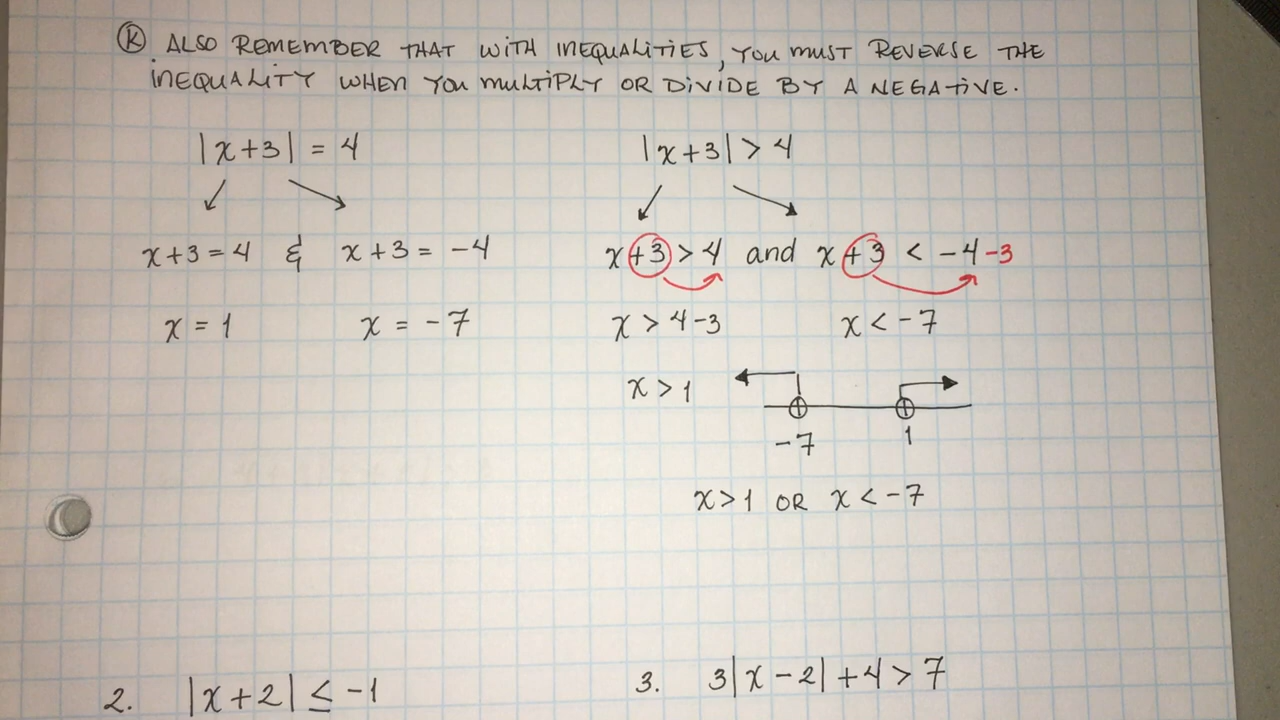 Ⓚ ALSO REMEMBER THAT WITH INEQUALITIES, YOU MUST REVERSE THE
INEQUALITY WHEN YOU MULTIPLY OR DIVIDE BY A NEGATIVE.
|x+3| = 4
x+3=4 & x+3 = -4
x = 1 x = -7
|x+3| > 4
x+3>4 and x+3 < -4-3
x > 4-3 x < -7
x > 1
-7 1
x>1 OR x < -7
2. |x+2| ≤ -1
3. 3|x-2|+4>7